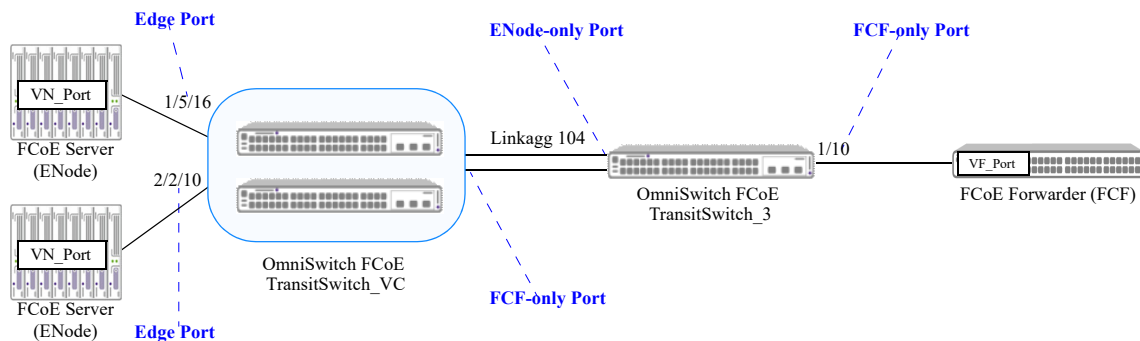 Edge Port
ENode-only Port
FCF-only Port
VN_Port
1/5/16
Linkagg 104
1/10
VF_Port
FCoE Server
(ENode)
OmniSwitch FCoE
TransitSwitch_3
FCoE Forwarder (FCF)
2/2/10
VN_Port
OmniSwitch FCoE
TransitSwitch_VC
FCF-only Port
FCoE Server
(ENode)
Edge Port